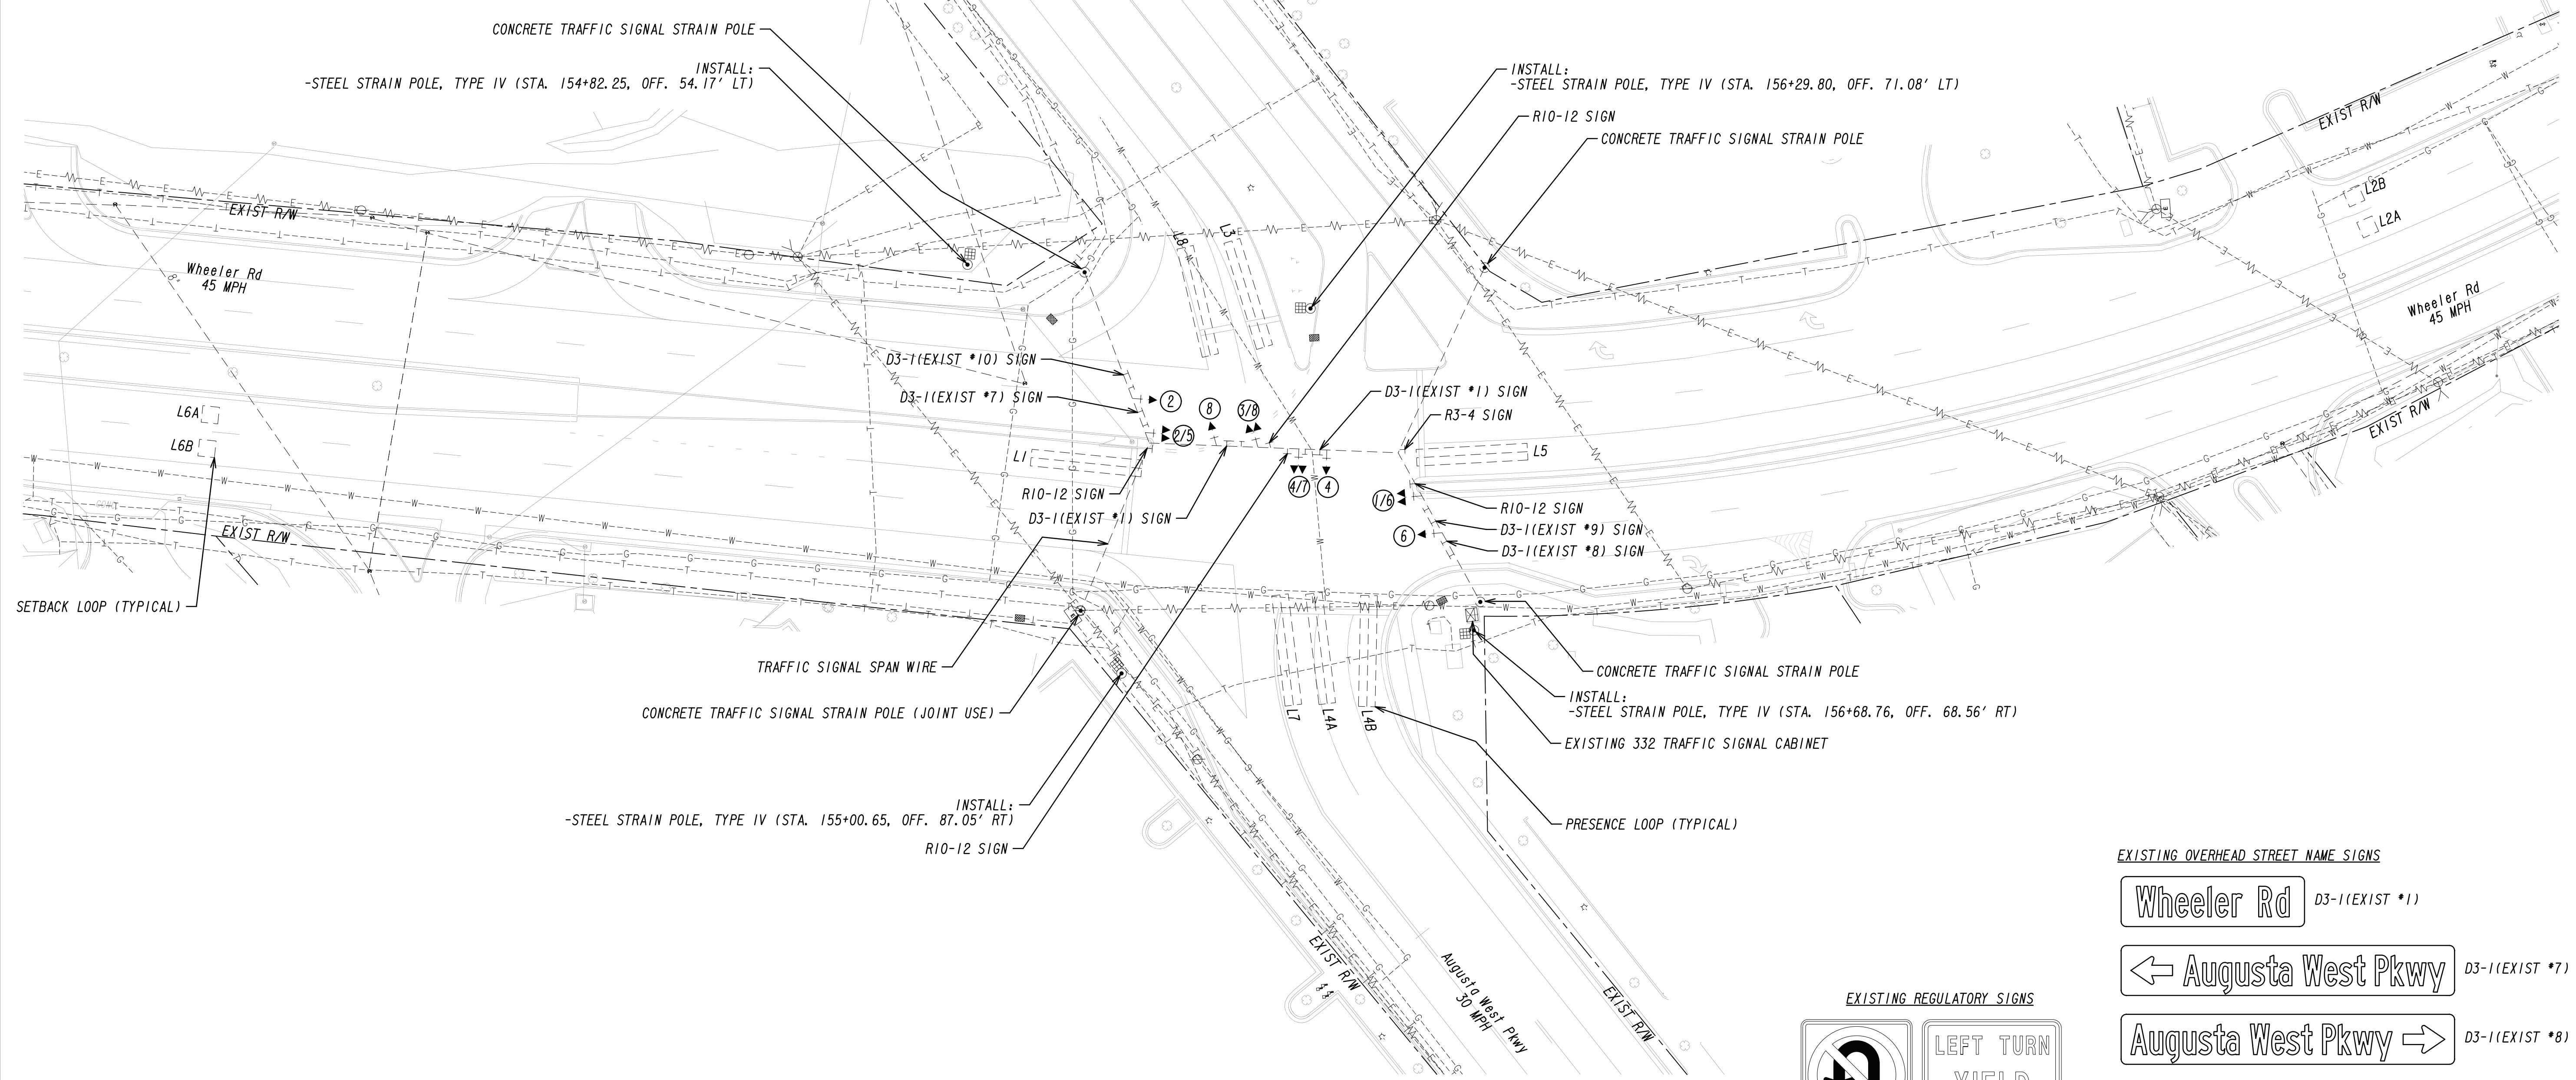 CONCRETE TRAFFIC SIGNAL STRAIN POLE
INSTALL:
-STEEL STRAIN POLE, TYPE IV (STA. 154+82.25, OFF. 54.17' LT)
INSTALL:
-STEEL STRAIN POLE, TYPE IV (STA. 156+29.80, OFF. 71.08' LT)
R10-12 SIGN
CONCRETE TRAFFIC SIGNAL STRAIN POLE
EXIST R/W
EXIST R/W
L2B
L2A
L8
L3
Wheeler Rd
45 MPH
8"
Wheeler Rd
45 MPH
D3-1(EXIST #10) SIGN
D3-1(EXIST #7) SIGN
2
8
3/8
2/5
D3-1(EXIST #1) SIGN
R3-4 SIGN
L6A
L6B
L1
L5
EXIST R/W
R10-12 SIGN
D3-1(EXIST #1) SIGN
4/7
4
1/6
6
R10-12 SIGN
D3-1(EXIST #9) SIGN
D3-1(EXIST #8) SIGN
EXIST R/W
SETBACK LOOP (TYPICAL)
TRAFFIC SIGNAL SPAN WIRE
CONCRETE TRAFFIC SIGNAL STRAIN POLE (JOINT USE)
L7
L4A
L4B
CONCRETE TRAFFIC SIGNAL STRAIN POLE
INSTALL:
-STEEL STRAIN POLE, TYPE IV (STA. 156+68.76, OFF. 68.56' RT)
EXISTING 332 TRAFFIC SIGNAL CABINET
INSTALL:
-STEEL STRAIN POLE, TYPE IV (STA. 155+00.65, OFF. 87.05' RT)
R10-12 SIGN
PRESENCE LOOP (TYPICAL)
EXIST R/W
Augusta West Pkwy
30 MPH
EXIST R/W
EXISTING OVERHEAD STREET NAME SIGNS
Wheeler Rd
D3-1(EXIST #1)
Augusta West Pkwy
D3-1(EXIST #7)
Augusta West Pkwy
D3-1(EXIST #8)
EXISTING REGULATORY SIGNS
LEFT TURN
YIELD